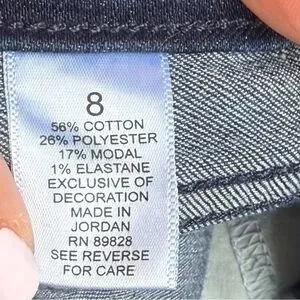 8
56% COTTON
26% POLYESTER
17% MODAL
1% ELASTANE
EXCLUSIVE OF
DECORATION
MADE IN
JORDAN
RN 89828
SEE REVERSE
FOR CARE